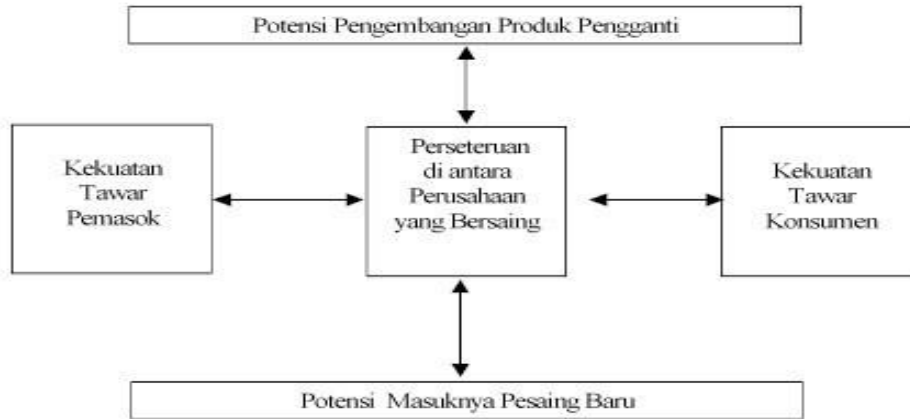 Potensi Pengembangan Produk Pengganti
Kekuatan
Tawar
Pemasok
Perseteruan
di antara
Perusahaan
yang Bersaing
Kekuatan
Tawar
Konsumen
Potensi Masuknya Pesaing Baru